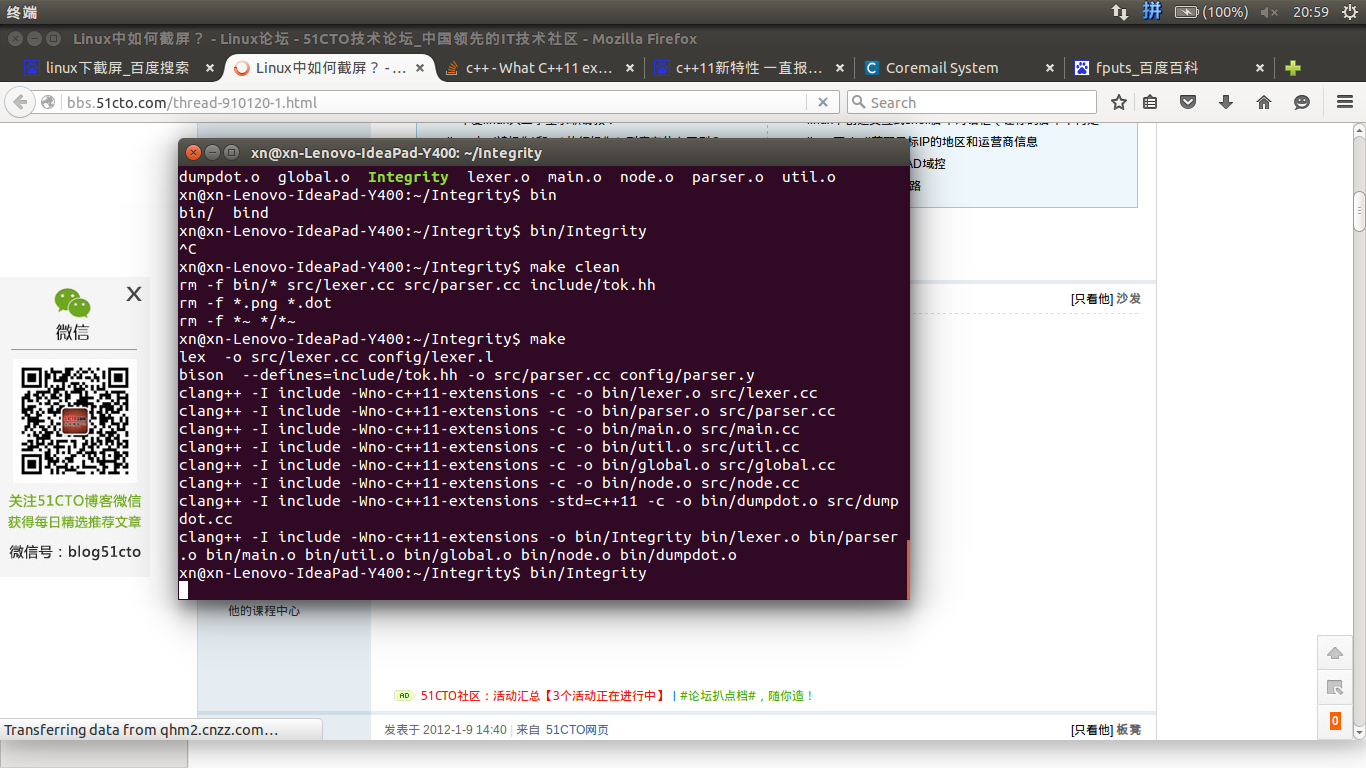 终端
(100%)
20:59
Linux中如何截屏？ - Linux论坛 - 51CTO技术论坛_中国领先的IT技术社区 - Mozilla Firefox
linux下截屏_百度搜索
Linux中如何截屏？ - ...
c++ - What C++11 ex...
c++11新特性 一直报...
Coremail System
fputs_百度百科
bbs.51cto.com/thread-910120-1.html
Search
标IP的地区和运营商信息
AD域控
路
xn@xn-Lenovo-IdeaPad-Y400: ~/Integrity
dumpdot.o global.o Integrity lexer.o main.o node.o parser.o util.o
xn@xn-Lenovo-IdeaPad-Y400:~/Integrity$ bin
bin/ bind
xn@xn-Lenovo-IdeaPad-Y400:~/Integrity$ bin/Integrity
^C
xn@xn-Lenovo-IdeaPad-Y400:~/Integrity$ make clean
rm -f bin/* src/lexer.cc src/parser.cc include/tok.hh
rm -f *.png *.dot
rm -f *~ */*~
xn@xn-Lenovo-IdeaPad-Y400:~/Integrity$ make
lex -o src/lexer.cc config/lexer.l
bison --defines=include/tok.hh -o src/parser.cc config/parser.y
clang++ -I include -Wno-c++11-extensions -c -o bin/lexer.o src/lexer.cc
clang++ -I include -Wno-c++11-extensions -c -o bin/parser.o src/parser.cc
clang++ -I include -Wno-c++11-extensions -c -o bin/main.o src/main.cc
clang++ -I include -Wno-c++11-extensions -c -o bin/util.o src/util.cc
clang++ -I include -Wno-c++11-extensions -c -o bin/global.o src/global.cc
clang++ -I include -Wno-c++11-extensions -c -o bin/node.o src/node.cc
clang++ -I include -Wno-c++11-extensions -std=c++11 -c -o bin/dumpdot.o src/dump
dot.cc
clang++ -I include -Wno-c++11-extensions -o bin/Integrity bin/lexer.o bin/parser
.o bin/main.o bin/util.o bin/global.o bin/node.o bin/dumpdot.o
xn@xn-Lenovo-IdeaPad-Y400:~/Integrity$ bin/Integrity
[只看他] 沙发
X
微信
关注51CTO博客微信
获得每日精选推荐文章
微信号：blog51cto
他的课程中心
AD 51CTO社区：活动汇总【3个活动正在进行中】 | #论坛扒点档#，随你造！
0
Transferring data from qhm2.cnzz.com…
发表于 2012-1-9 14:40 | 来自 51CTO网页
[只看他] 板凳